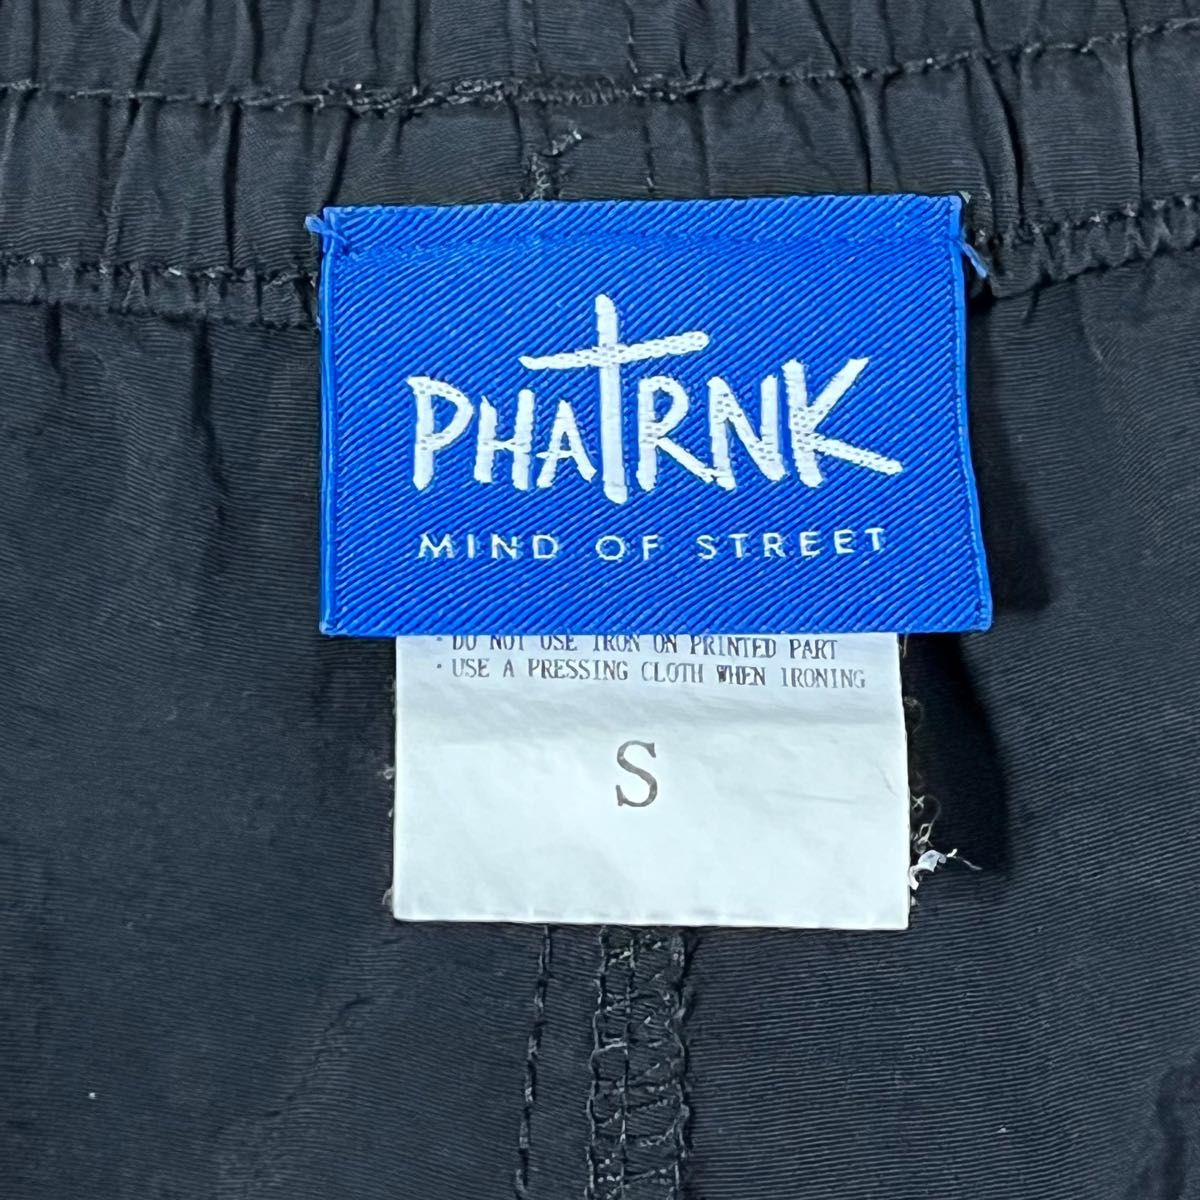 PHATRNK
MIND OF STREET
· DO NOT USE IRON ON PRINTED PART
· USE A PRESSING CLOTH WHEN IRONING
S